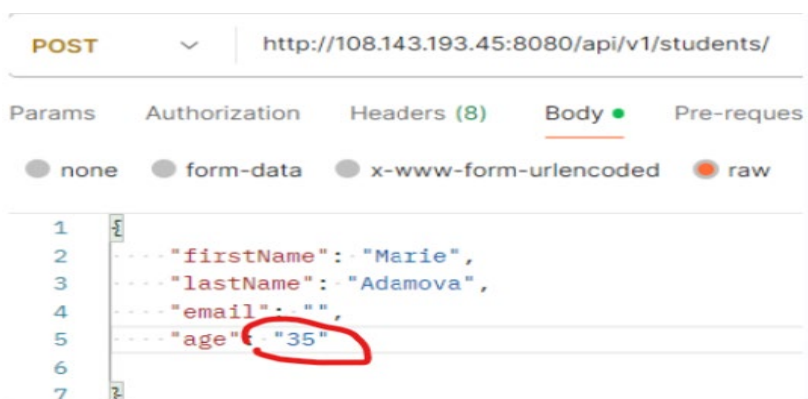 POST http://108.143.193.45:8080/api/v1/students/
Params Authorization Headers (8) Body Pre-reques
none form-data x-www-form-urlencoded raw
1 {
2 "firstName": "Marie",
3 "lastName": "Adamova",
4 "email": "",
5 "age": "35"
6
7 }